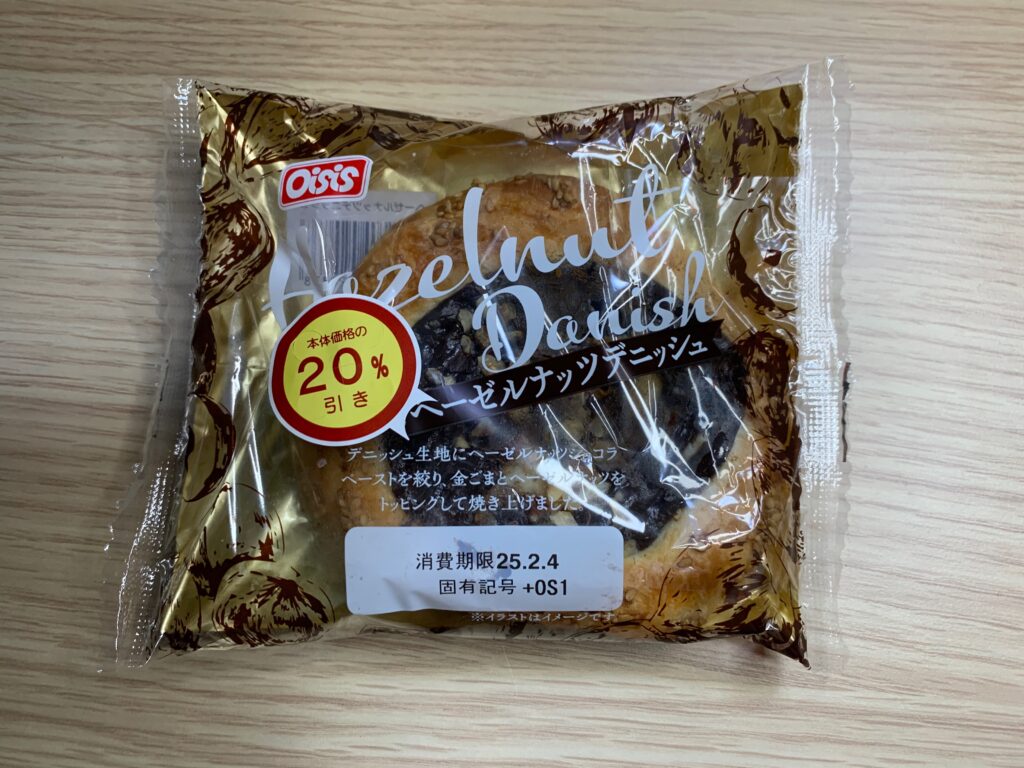 Oisis
Hazelnut
Danish
ヘーゼルナッツデニッシュ
本体価格の
20%
引き
デニッシュ生地にヘーゼルナッツショコラ
ペーストを絞り、金ごまとヘーゼルナッツを
トッピングして焼き上げました。
消費期限25.2.4
固有記号 +OS1
※イラストはイメージです。